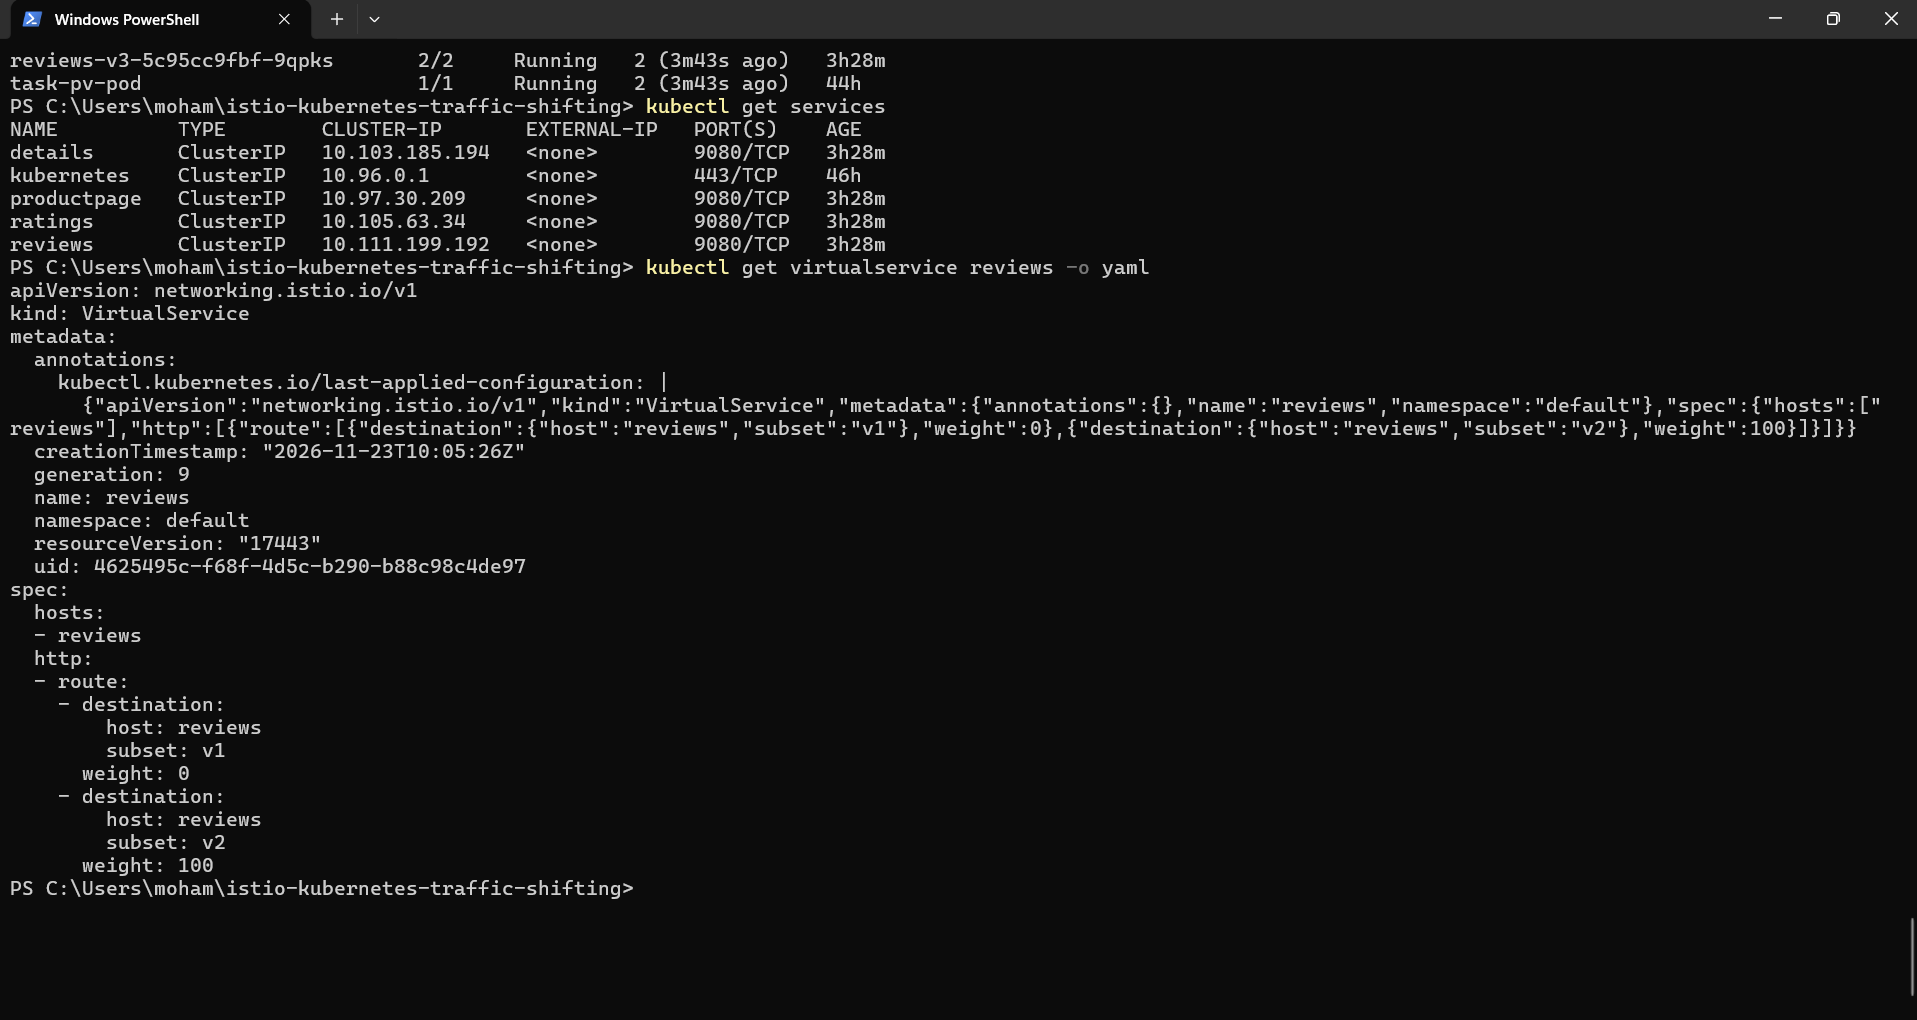 Windows PowerShell
reviews-v3-5c95cc9fbf-9qpks       2/2     Running   2 (3m43s ago)   3h28m
task-pv-pod                       1/1     Running   2 (3m43s ago)   44h
PS C:\Users\moham\istio-kubernetes-traffic-shifting> kubectl get services
NAME          TYPE        CLUSTER-IP       EXTERNAL-IP   PORT(S)    AGE
details       ClusterIP   10.103.185.194   <none>        9080/TCP   3h28m
kubernetes    ClusterIP   10.96.0.1        <none>        443/TCP    46h
productpage   ClusterIP   10.97.30.209     <none>        9080/TCP   3h28m
ratings       ClusterIP   10.105.63.34     <none>        9080/TCP   3h28m
reviews       ClusterIP   10.111.199.192   <none>        9080/TCP   3h28m
PS C:\Users\moham\istio-kubernetes-traffic-shifting> kubectl get virtualservice reviews -o yaml
apiVersion: networking.istio.io/v1
kind: VirtualService
metadata:
  annotations:
    kubectl.kubernetes.io/last-applied-configuration: |
      {"apiVersion":"networking.istio.io/v1","kind":"VirtualService","metadata":{"annotations":{},"name":"reviews","namespace":"default"},"spec":{"hosts":["
reviews"],"http":[{"route":[{"destination":{"host":"reviews","subset":"v1"},"weight":0},{"destination":{"host":"reviews","subset":"v2"},"weight":100}]}]}}
  creationTimestamp: "2026-11-23T10:05:26Z"
  generation: 9
  name: reviews
  namespace: default
  resourceVersion: "17443"
  uid: 4625495c-f68f-4d5c-b290-b88c98c4de97
spec:
  hosts:
  - reviews
  http:
  - route:
    - destination:
        host: reviews
        subset: v1
      weight: 0
    - destination:
        host: reviews
        subset: v2
      weight: 100
PS C:\Users\moham\istio-kubernetes-traffic-shifting>